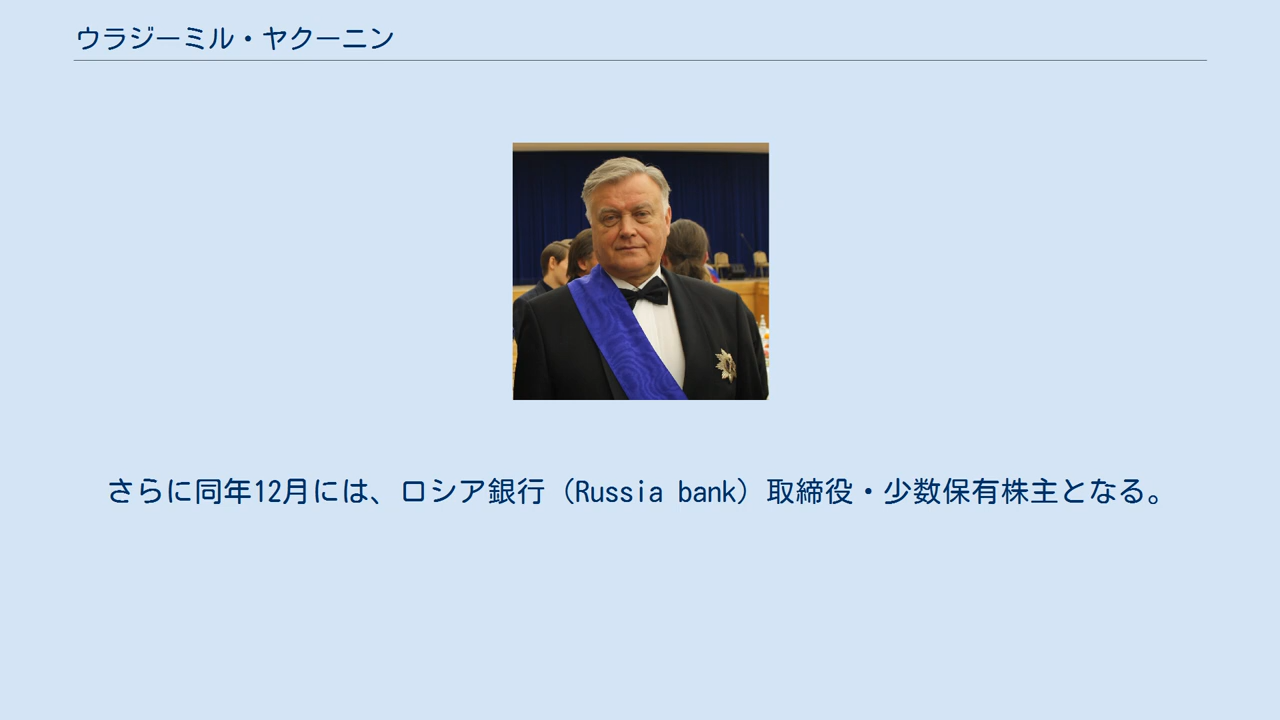 ウラジーミル・ヤクーニン
さらに同年12月には、ロシア銀行（Russia bank）取締役・少数保有株主となる。